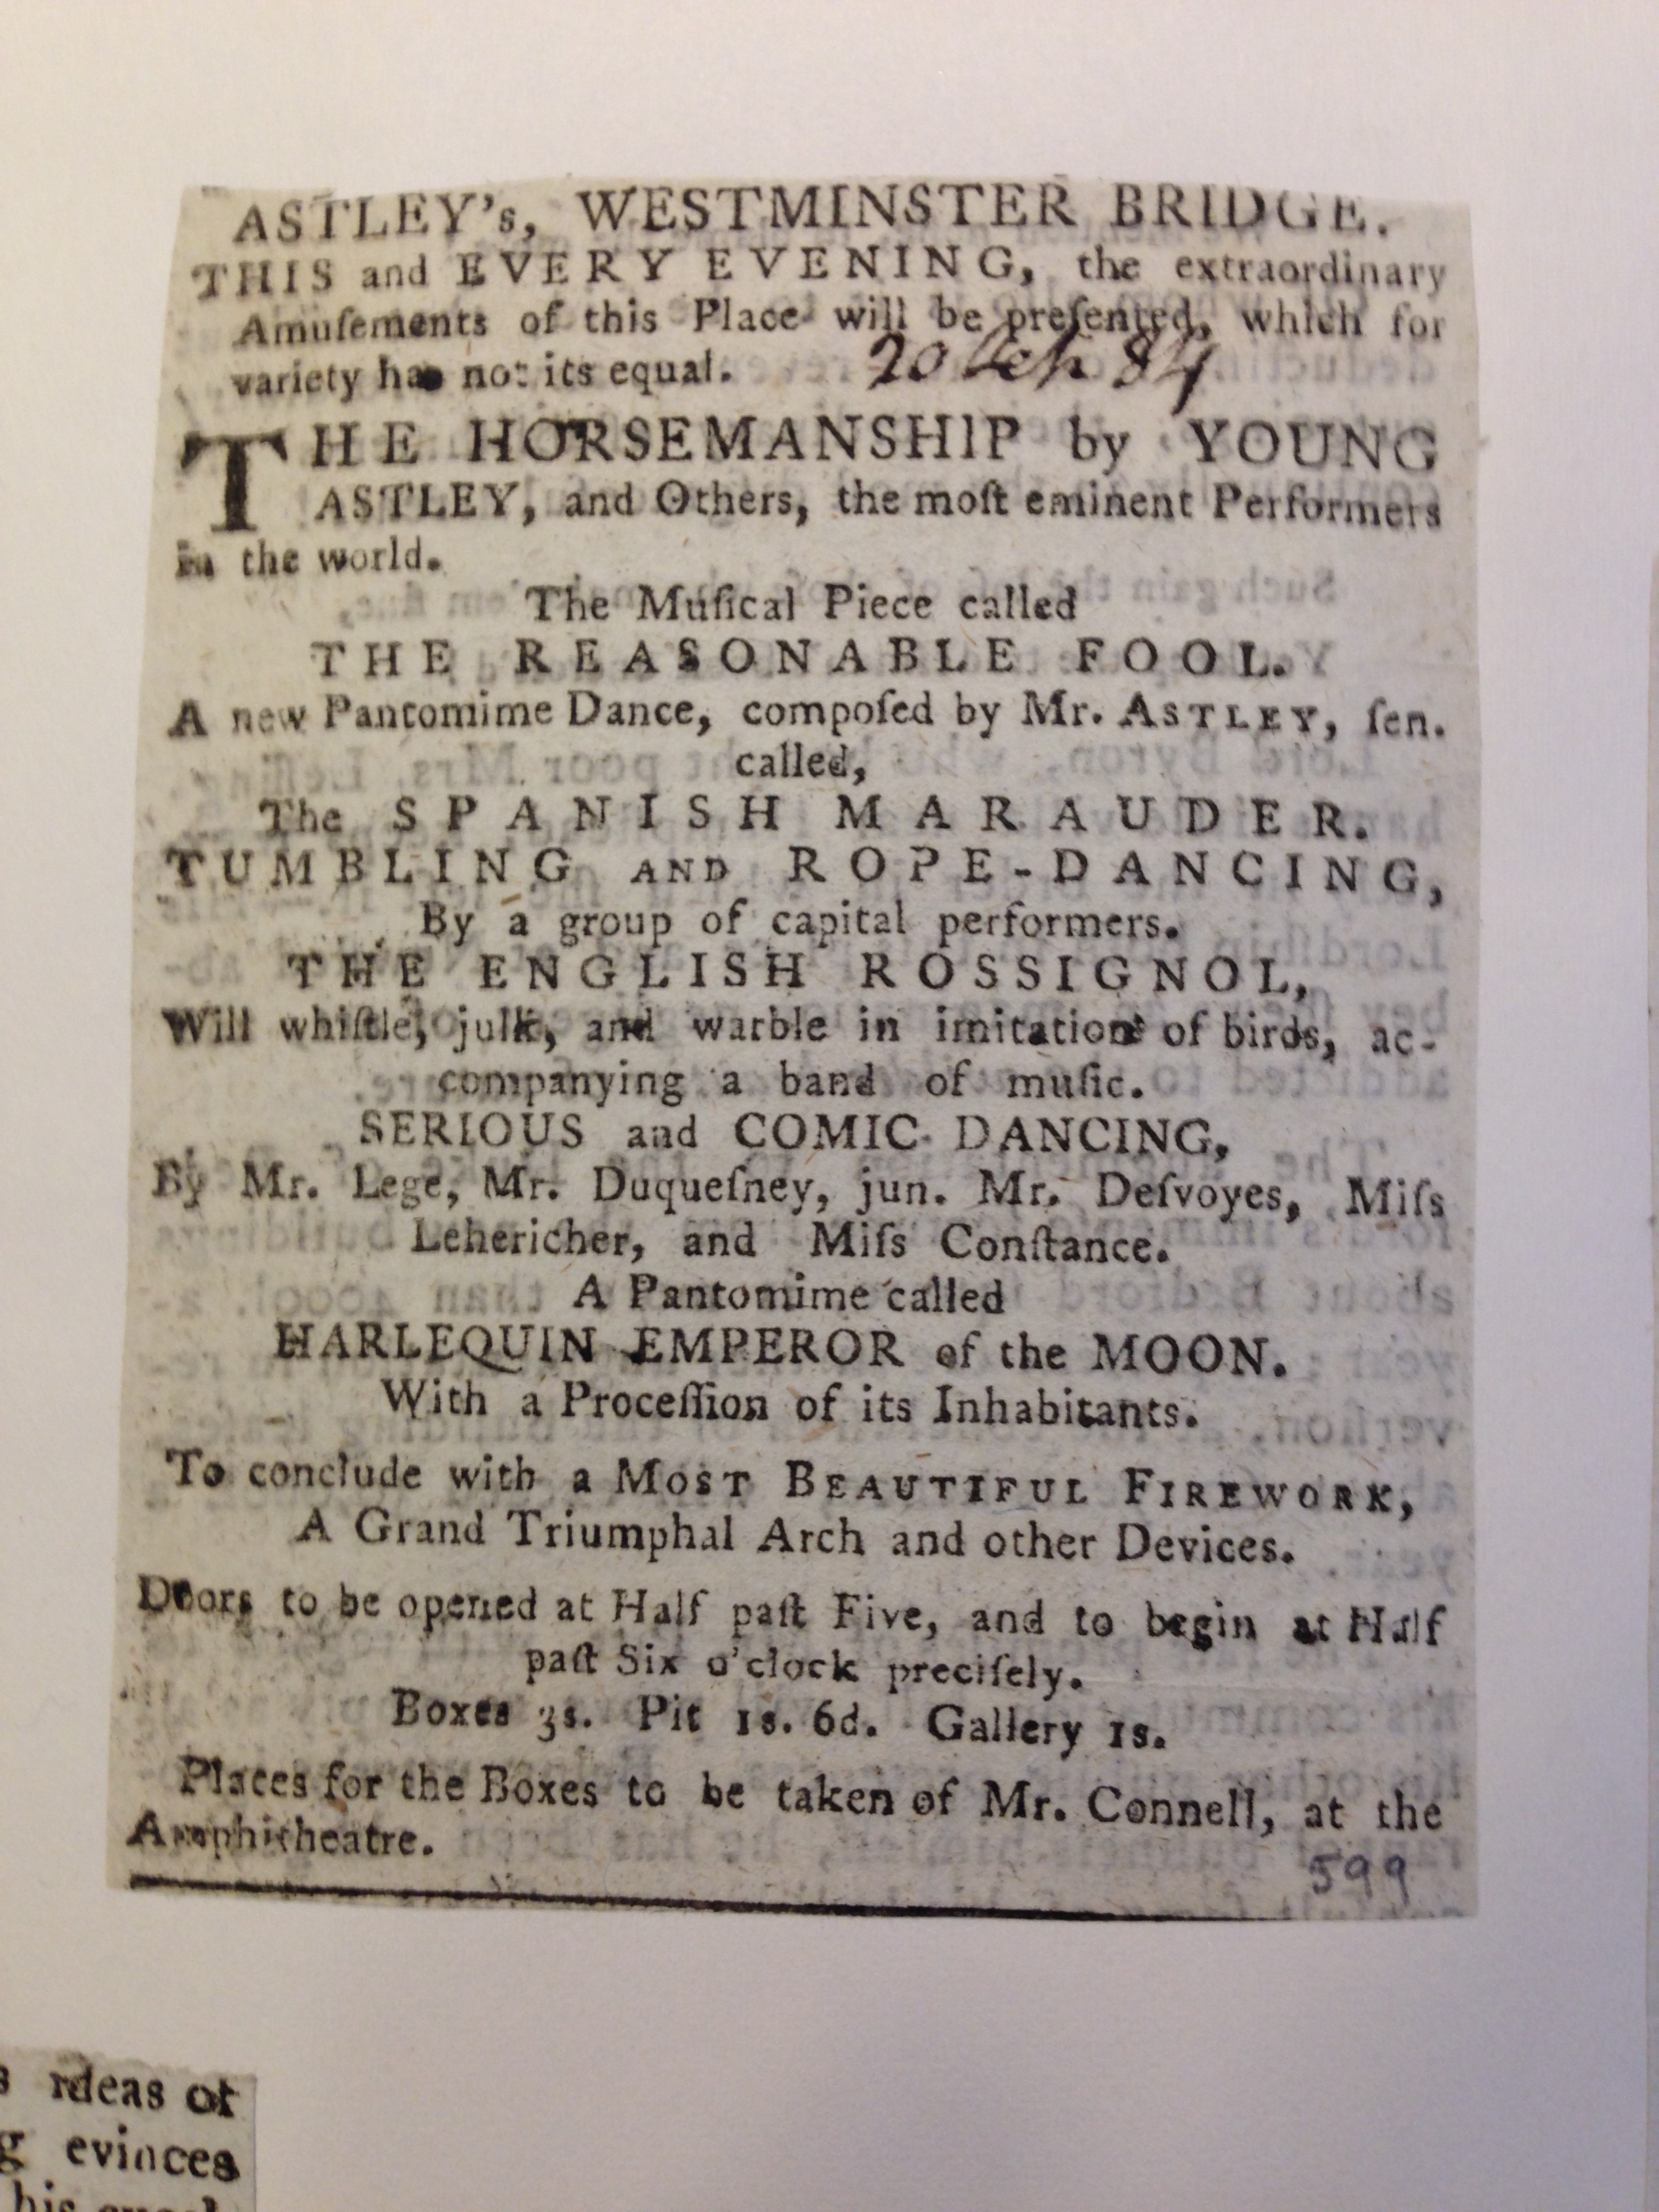 ASTLEY's, WESTMINSTER BRIDGE.
THIS and EVERY EVENING, the extraordinary
Amuſements of this Place will be preſented, which for
variety has not its equal.
20 84
THE HORSEMANSHIP by YOUNG
ASTLEY, and Others, the moſt eminent Performers
in the world.
The Muſical Piece called
THE REASONABLE FOOL.
A new Pantomime Dance, compoſed by Mr. ASTLEY, ſen.
called,
The SPANISH MARAUDER.
TUMBLING AND ROPE-DANCING,
By a group of capital performers.
THE ENGLISH ROSSIGNOL,
Will whiſtle, julk, and warble in imitation of birds, ac-
companying a band of muſic.
SERIOUS and COMIC DANCING,
By Mr. Lege, Mr. Duqueſney, jun. Mr. Deſvoyes, Miſs
Lehericher, and Miſs Conſtance.
A Pantomime called
HARLEQUIN EMPEROR of the MOON.
With a Proceſſion of its Inhabitants.
To conclude with a MOST BEAUTIFUL FIREWORK,
A Grand Triumphal Arch and other Devices.
Doors to be opened at Half paſt Five, and to begin at Half
paſt Six o'clock preciſely.
Boxes 3s. Pit 1s. 6d. Gallery 1s.
Places for the Boxes to be taken of Mr. Connell, at the
Amphitheatre.
599
s ideas of
g evinces
his